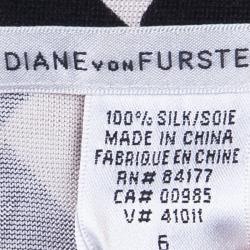 DIANE VON FURSTE
100% SILK/SOIE
MADE IN CHINA
FABRIQUE EN CHINE
RN# 84177
CA# 00985
V# 41011
6